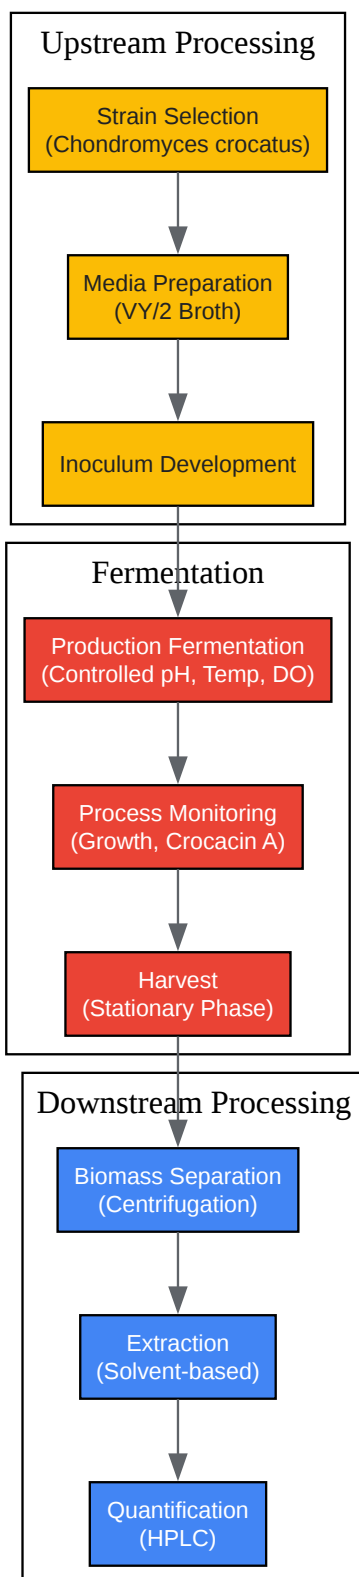 Upstream Processing
Strain Selection
(Chondromyces crocatus)
Media Preparation
(VY/2 Broth)
Inoculum Development
Fermentation
Production Fermentation
(Controlled pH, Temp, DO)
Process Monitoring
(Growth, Crocacin A)
Harvest
(Stationary Phase)
Downstream Processing
Biomass Separation
(Centrifugation)
Extraction
(Solvent-based)
Quantification
(HPLC)